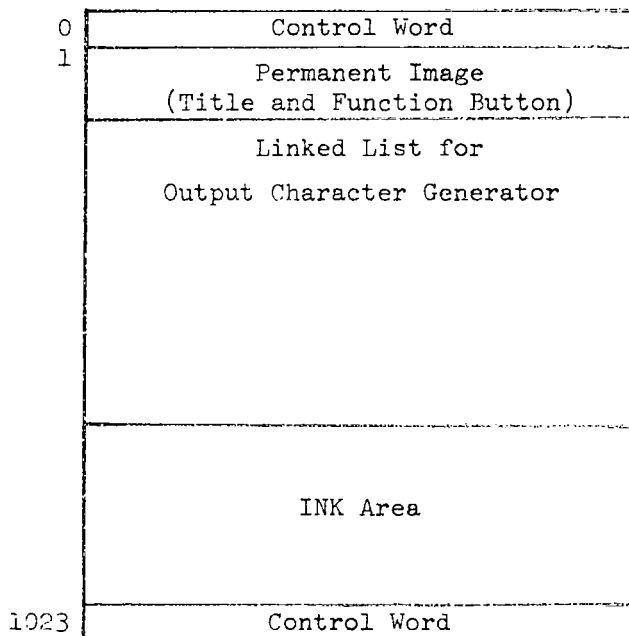 0 Control Word
1
Permanent Image
(Title and Function Button)
Linked List for
Output Character Generator
INK Area
1023 Control Word